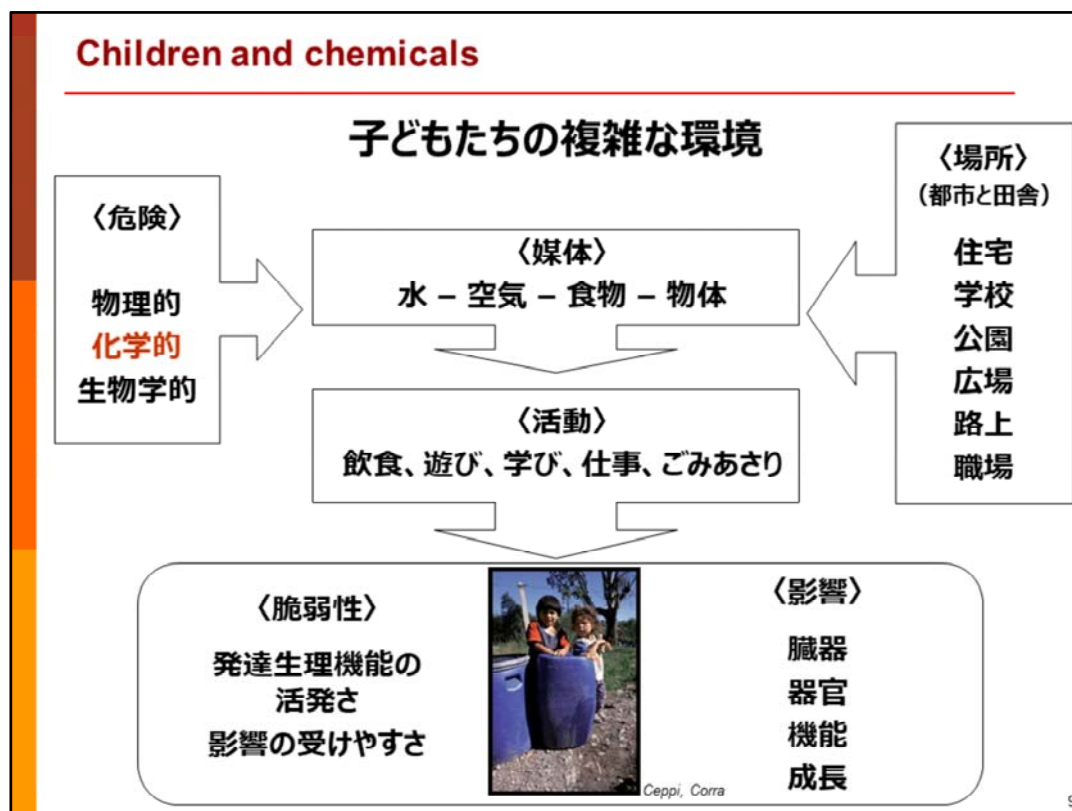 Children and chemicals
子どもたちの複雑な環境
〈危険〉
物理的
化学的
生物学的
〈媒体〉
水 – 空気 – 食物 – 物体
〈場所〉
（都市と田舎）
住宅
学校
公園
広場
路上
職場
〈活動〉
飲食、遊び、学び、仕事、ごみあさり
〈脆弱性〉
発達生理機能の
活発さ
影響の受けやすさ
〈影響〉
臓器
器官
機能
成長
Ceppi, Corra
9